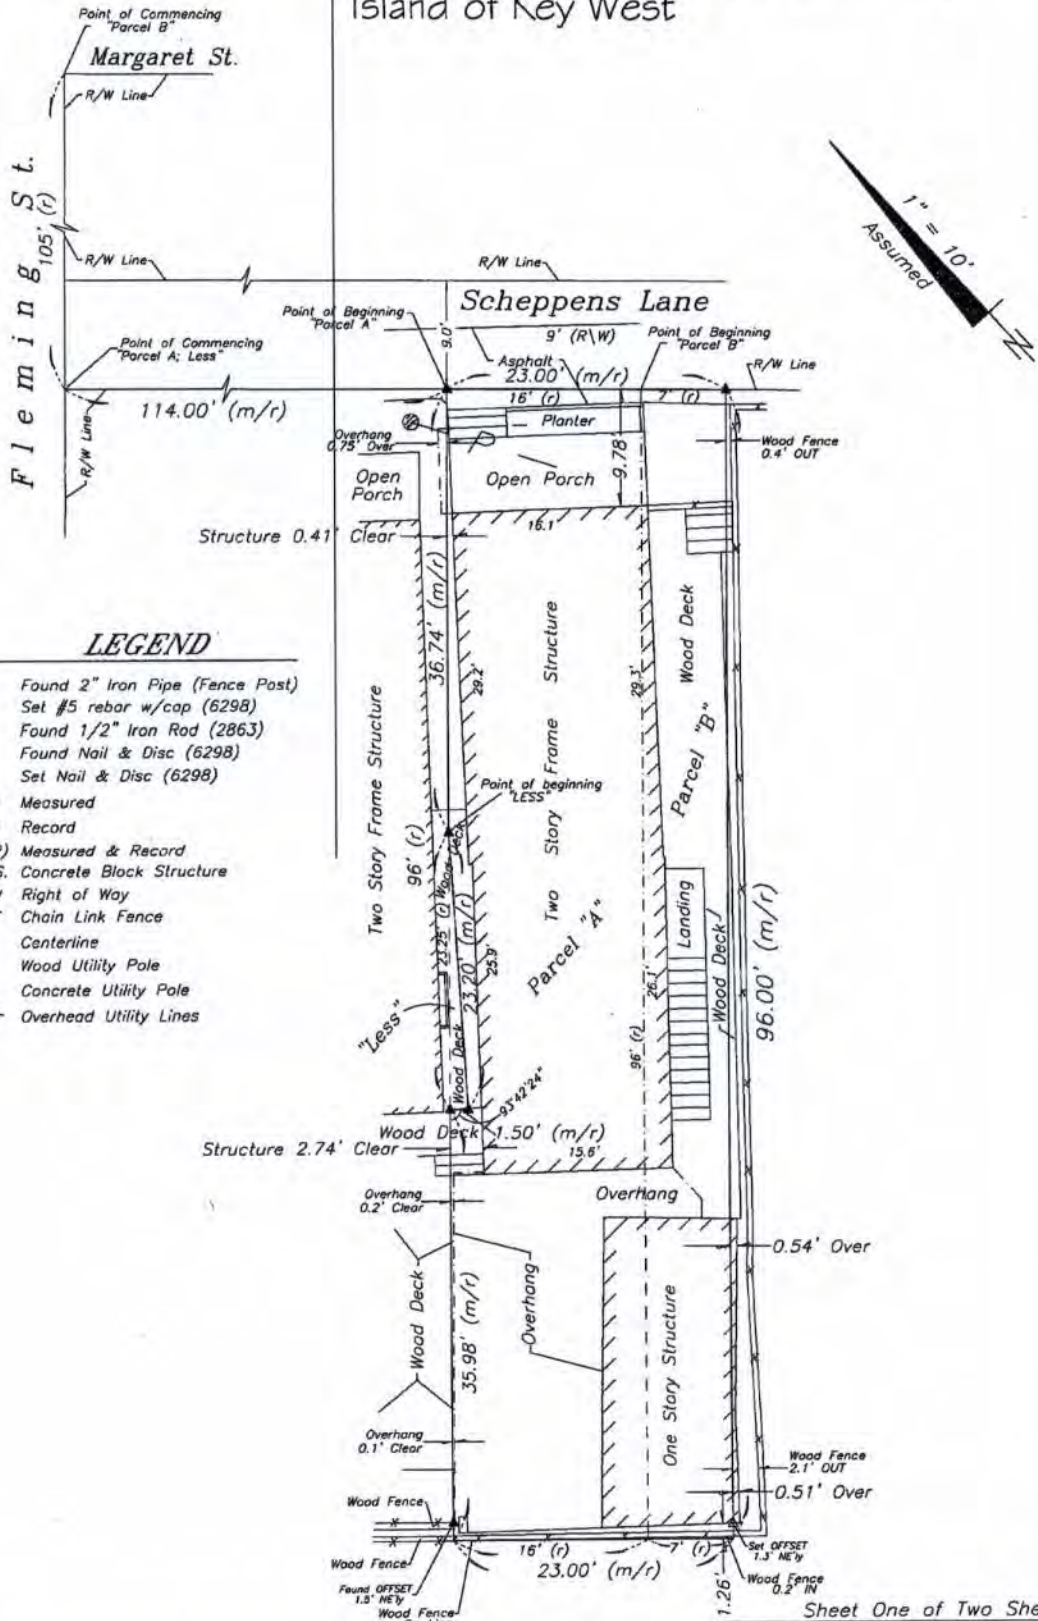 Island of Key West
Point of Commencing
"Parcel B"
Margaret St.
R/W Line
Fleming St.
105' (r)
R/W Line
R/W Line
1" = 10'
Assumed
N
Scheppens Lane
Point of Beginning
"Parcel A"
9.0'
9' (R\W)
Point of Beginning
"Parcel B"
Point of Commencing
"Parcel A; Less"
Asphalt
23.00' (m/r)
R/W Line
114.00' (m/r)
16' (r)
7' (r)
R/W Line
Planter
Overhang
0.75' Over
9.78
Wood Fence
0.4' OUT
Open
Porch
Open Porch
Structure 0.41' Clear
16.1'
36.74' (m/r)
Two Story Frame Structure
29.2'
29.3'
Wood Deck
Parcel "B"
LEGEND
Found 2" Iron Pipe (Fence Post)
Set #5 rebar w/cap (6298)
Found 1/2" Iron Rod (2863)
Found Nail & Disc (6298)
Set Nail & Disc (6298)
Measured
Record
Measured & Record
Concrete Block Structure
Right of Way
Chain Link Fence
Centerline
Wood Utility Pole
Concrete Utility Pole
Overhead Utility Lines
Two Story Frame Structure
96' (r)
Point of beginning
"LESS"
Wood Deck
23.25' (r)
23.20' (m/r)
25.9'
Parcel "A"
26.1'
96' (r)
Landing
Wood Deck
96.00' (m/r)
"Less"
Wood Deck
93°42'24"
Wood Deck
1.50' (m/r)
Structure 2.74' Clear
15.6'
Overhang
0.2' Clear
Overhang
0.54' Over
Wood Deck
35.98' (m/r)
Overhang
One Story Structure
Overhang
0.1' Clear
Wood Fence
2.1' OUT
0.51' Over
Wood Fence
Wood Fence
16' (r)
7' (r)
23.00' (m/r)
Set OFFSET
1.3' NE'ly
Found OFFSET
1.5' NE'ly
Wood Fence
0.2' IN
Wood Fence
1.26'
Sheet One of Two She